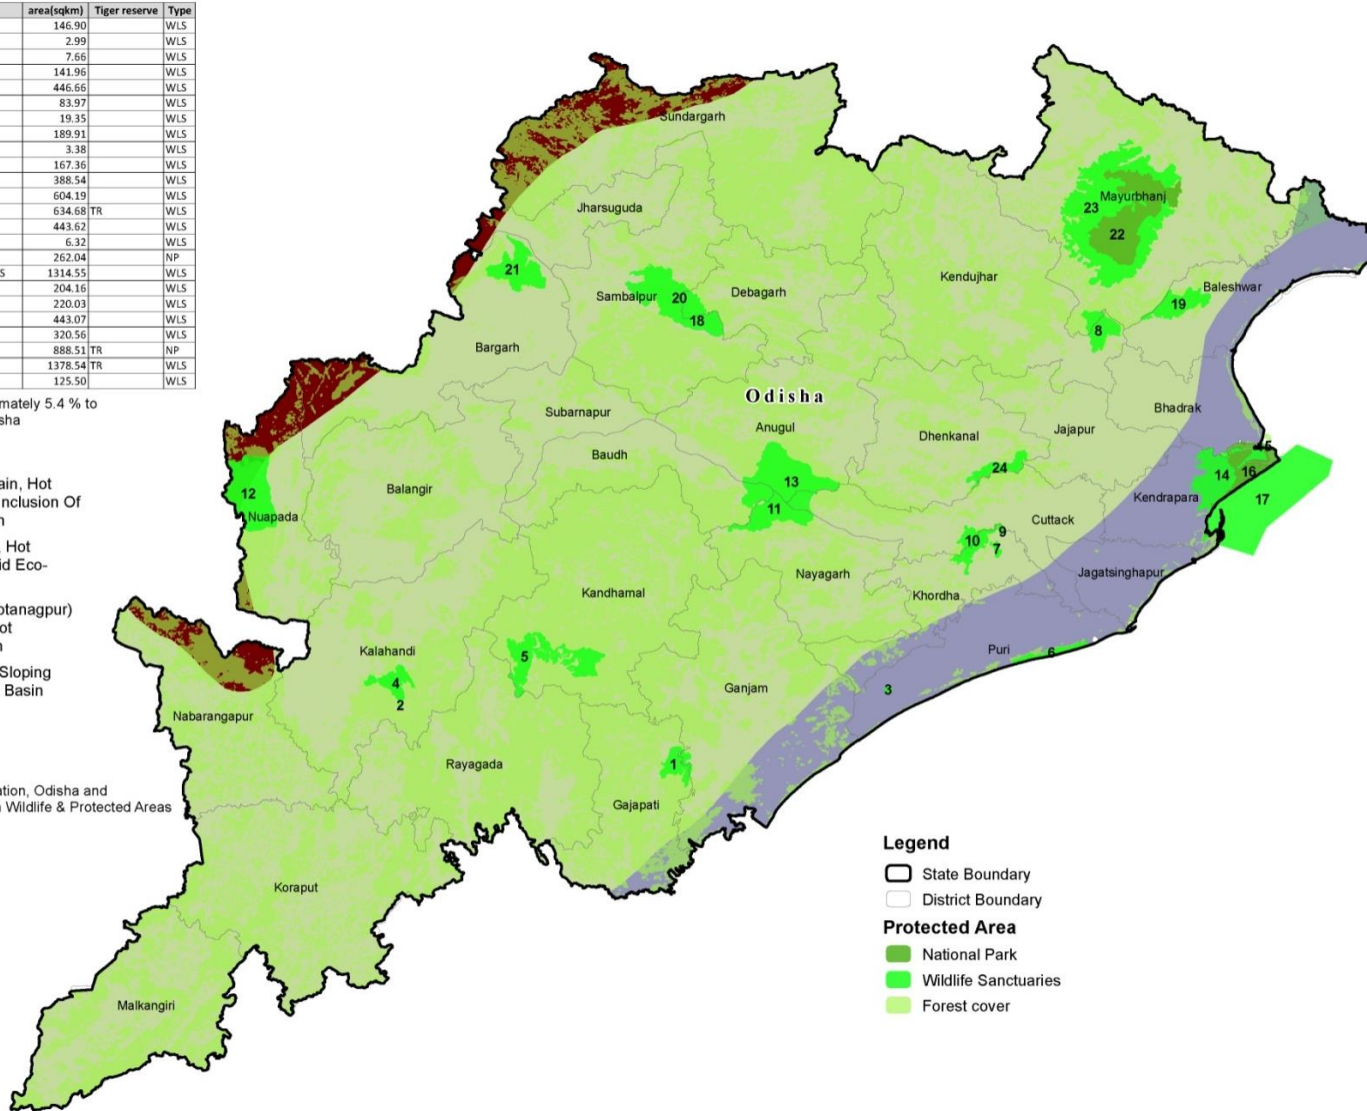 area(sqkm) Tiger reserve Type
146.90 WLS
2.99 WLS
7.66 WLS
141.96 WLS
446.66 WLS
83.97 WLS
19.35 WLS
189.91 WLS
3.38 WLS
167.36 WLS
388.54 WLS
604.19 WLS
634.68 TR WLS
443.62 WLS
6.32 WLS
262.04 NP
S 1314.55 WLS
204.16 WLS
220.03 WLS
443.07 WLS
320.56 WLS
888.51 TR NP
1378.54 TR WLS
125.50 WLS
mately 5.4 % to
sha
ain, Hot
nclusion Of
n
, Hot
id Eco-
otanagpur)
ot
n
Sloping
Basin
ation, Odisha and
n Wildlife & Protected Areas
Sundargarh
Jharsuguda
Mayurbhanj
23
22
21
Sambalpur
20
18
Debagarh
Kendujhar
Baleshwar
19
8
Bargarh
Odisha
Subarnapur
Anugul
Bhadrak
Baudh
Dhenkanal
Jajapur
12
Nuapada
Balangir
13
11
24
14
16
17
Kendrapara
Cuttack
10
9
7
Nayagarh
Jagatsinghapur
Kandhamal
Khordha
Kalahandi
5
Puri
6
4
2
Ganjam
3
Nabarangapur
Rayagada
1
Gajapati
Koraput
Malkangiri
Legend
State Boundary
District Boundary
Protected Area
National Park
Wildlife Sanctuaries
Forest cover